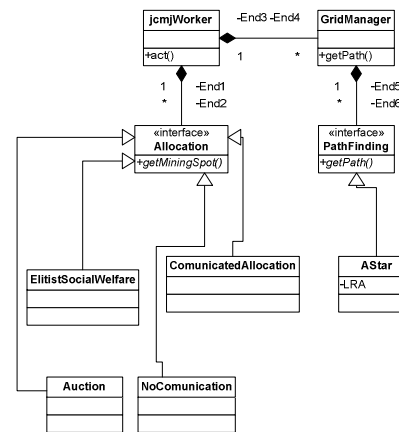 jcmjWorker
+act()
-End3 -End4
1 *
GridManager
+getPath()
1 -End1
* -End2
1 -End5
* -End6
«interface»
Allocation
+getMiningSpot()
«interface»
PathFinding
+getPath()
ElitistSocialWelfare
ComunicatedAllocation
AStar
-LRA
Auction
NoComunication